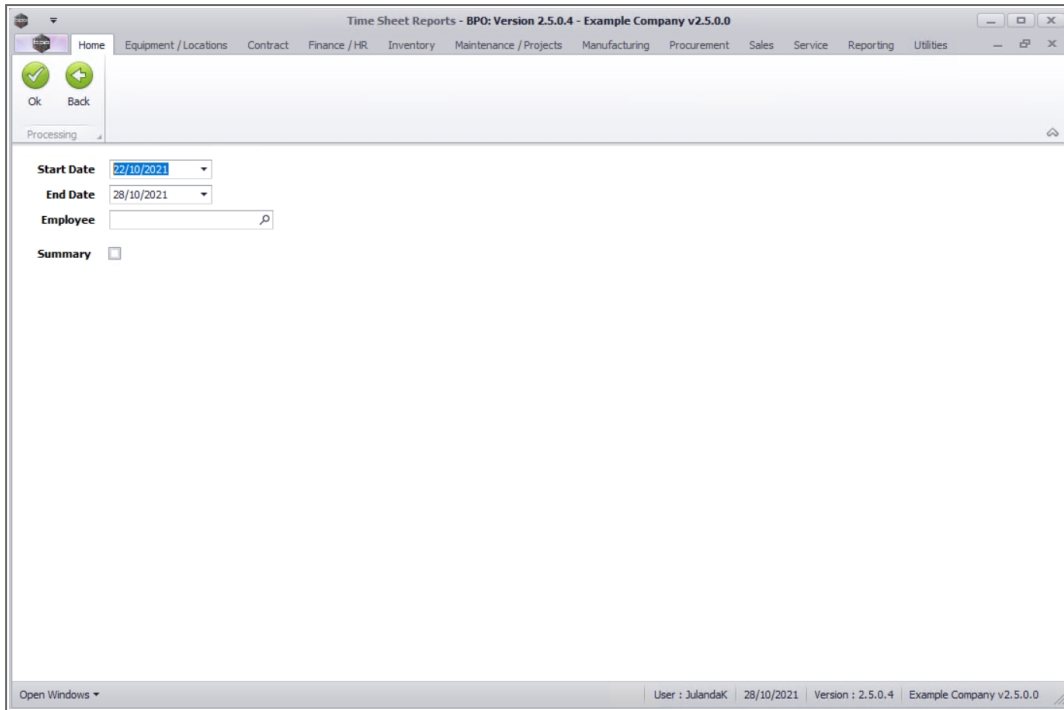 Time Sheet Reports - BPO: Version 2.5.0.4 - Example Company v2.5.0.0
Home Equipment / Locations Contract Finance / HR Inventory Maintenance / Projects Manufacturing Procurement Sales Service Reporting Utilities
Ok Back
Processing
Start Date 22/10/2021
End Date 28/10/2021
Employee
Summary
Open Windows User : JulandaK 28/10/2021 Version : 2.5.0.4 Example Company v2.5.0.0